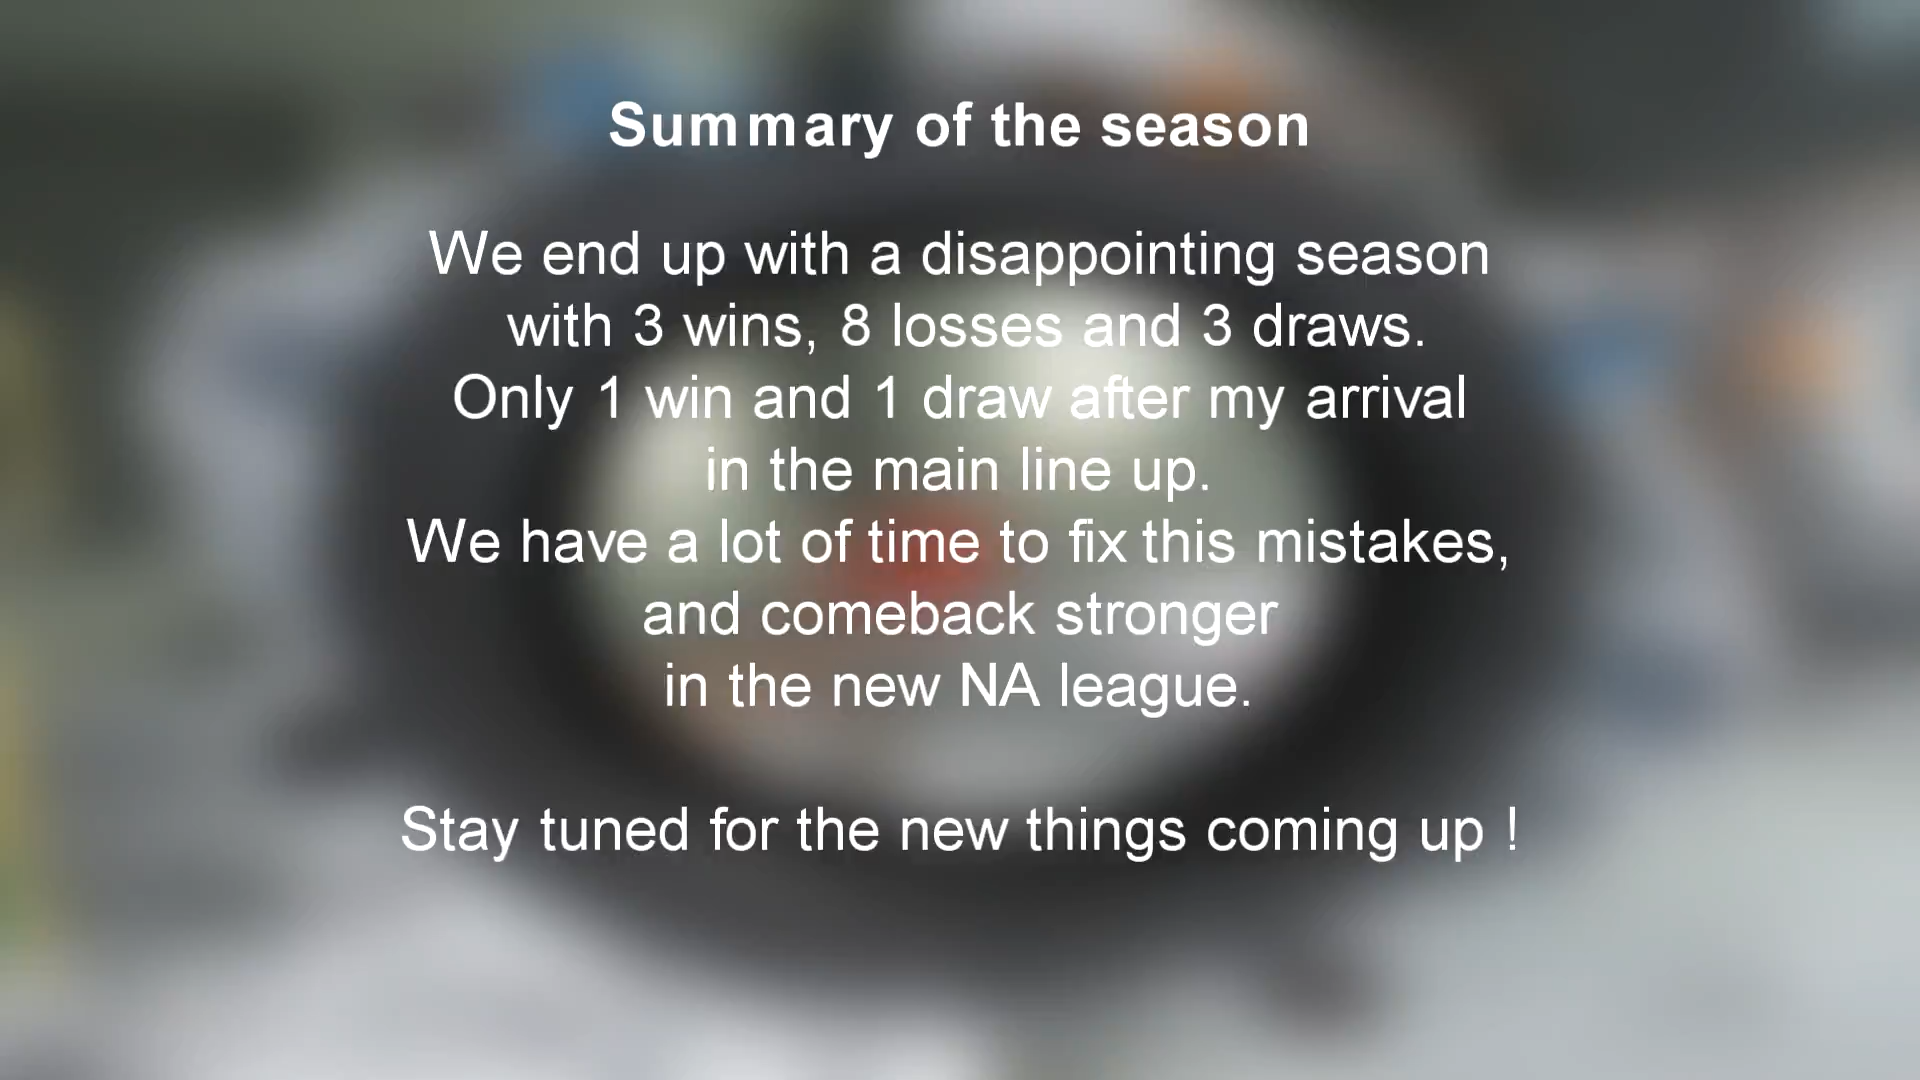 Summary of the season
We end up with a disappointing season
with 3 wins, 8 losses and 3 draws.
Only 1 win and 1 draw after my arrival
in the main line up.
We have a lot of time to fix this mistakes,
and comeback stronger
in the new NA league.
Stay tuned for the new things coming up !